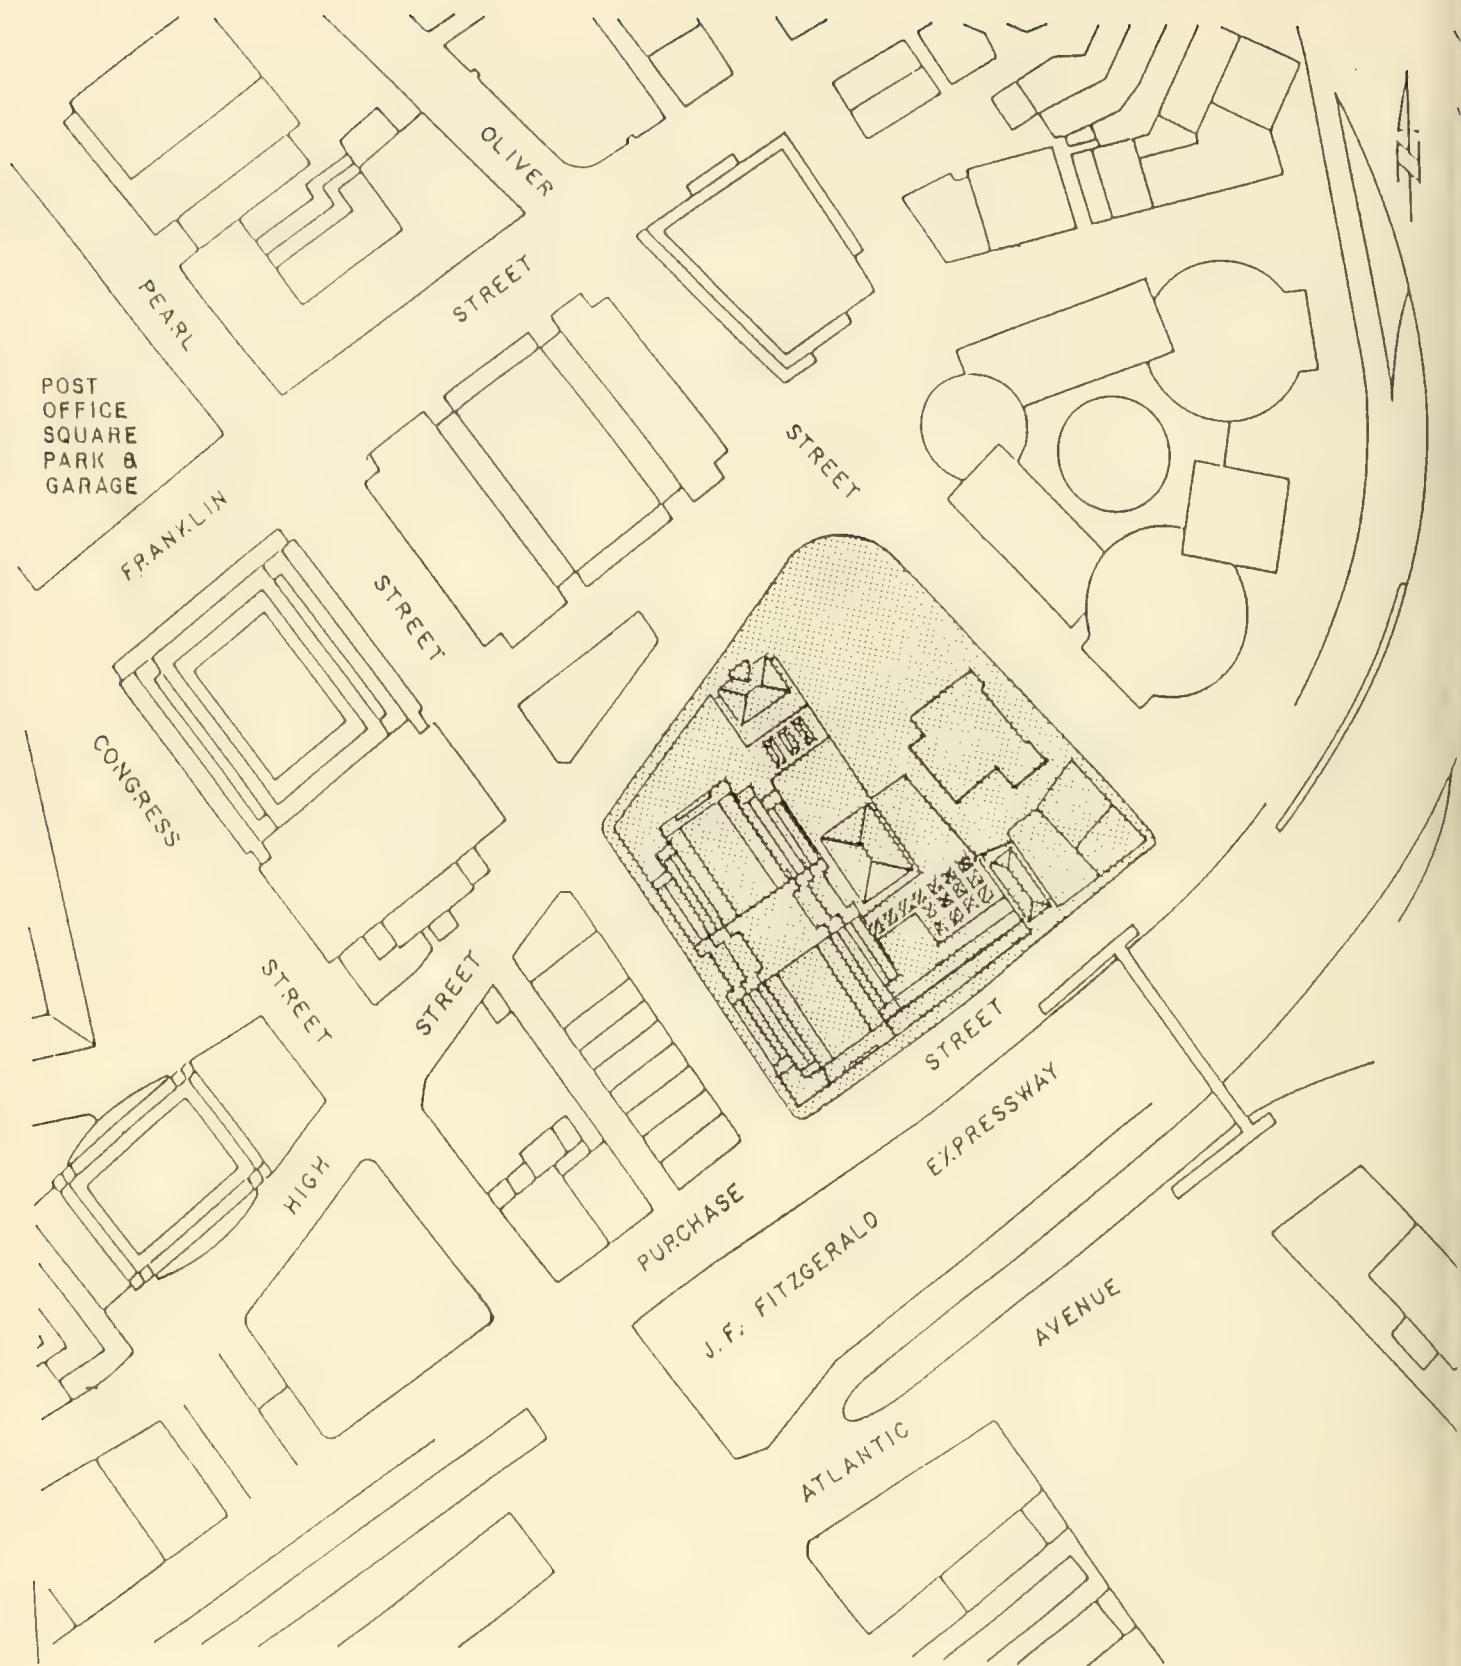 OLIVER
STREET
PEARL
POST
OFFICE
SQUARE
PARK &
GARAGE
FRANKLIN
STREET
STREET
CONGRESS
STREET
STREET
HIGH
STREET
EXPRESSWAY
PURCHASE
J. F. FITZGERALD
AVENUE
ATLANTIC
N